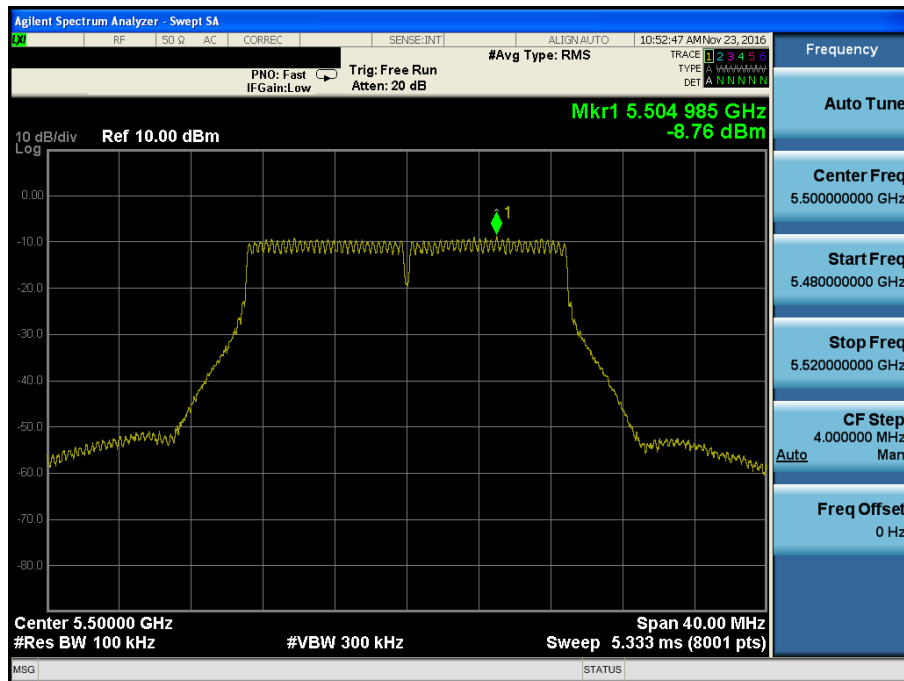 Agilent Spectrum Analyzer - Swept SA
LXI RF 50 Ω AC CORREC SENSE:INT ALIGN AUTO 10:52:47 AM Nov 23, 2016
#Avg Type: RMS TRACE 1 2 3 4 5 6
PNO: Fast Trig: Free Run TYPE A WWWWW
IFGain:Low Atten: 20 dB DET A N N N N N
Mkr1 5.504 985 GHz
-8.76 dBm
10 dB/div Ref 10.00 dBm
Log
0.00
1
-10.0
-20.0
-30.0
-40.0
-50.0
-60.0
-70.0
-80.0
Center 5.50000 GHz Span 40.00 MHz
#Res BW 100 kHz #VBW 300 kHz Sweep 5.333 ms (8001 pts)
MSG STATUS
Frequency
Auto Tune
Center Freq
5.500000000 GHz
Start Freq
5.480000000 GHz
Stop Freq
5.520000000 GHz
CF Step
4.000000 MHz
Auto Man
Freq Offset
0 Hz